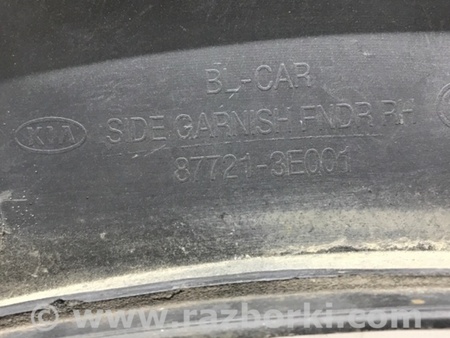 BL-CAR
KIA SIDE GARNISH FNDR RH
87721-3E001
www.razborki.com